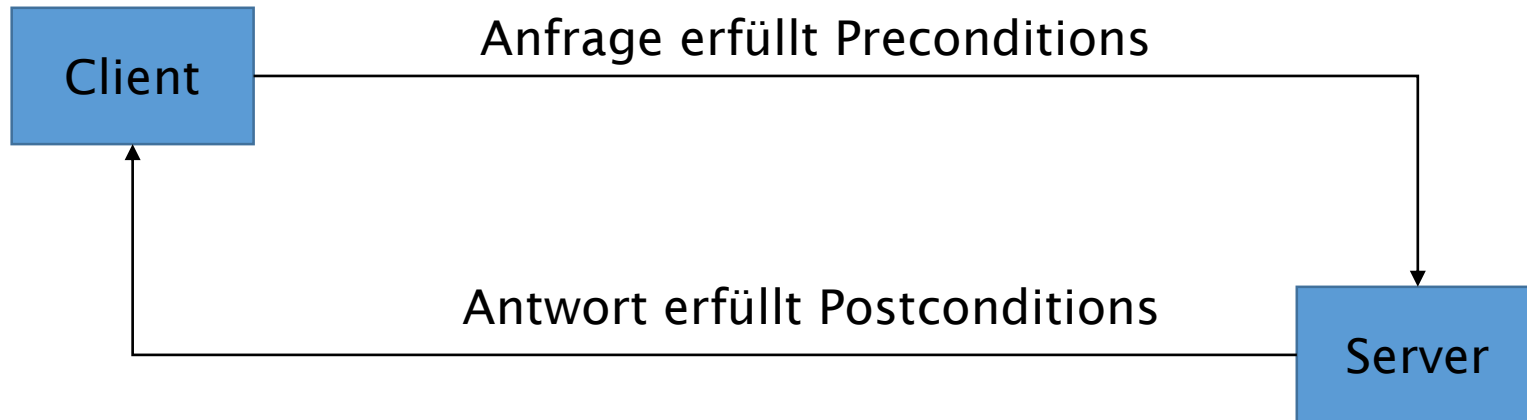 Anfrage erfüllt Preconditions
Client
Antwort erfüllt Postconditions
Server